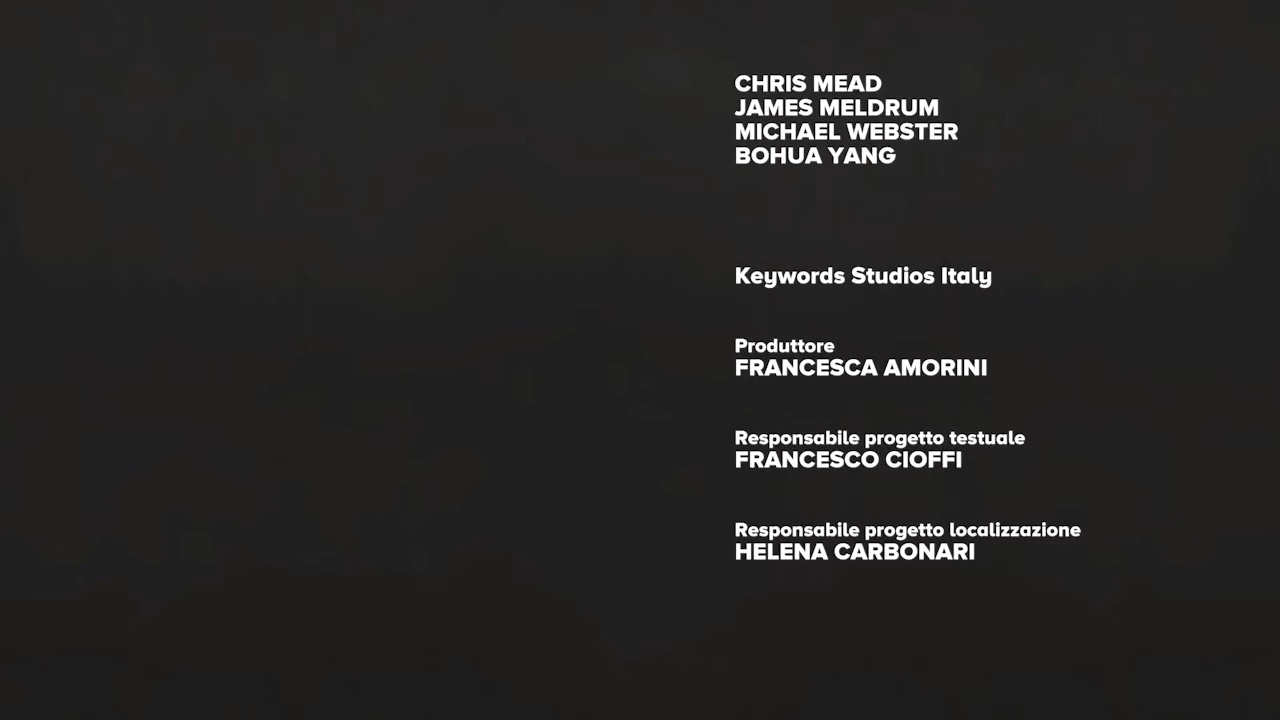 CHRIS MEAD
JAMES MELDRUM
MICHAEL WEBSTER
BOHUA YANG
Keywords Studios Italy
Produttore
FRANCESCA AMORINI
Responsabile progetto testuale
FRANCESCO CIOFFI
Responsabile progetto localizzazione
HELENA CARBONARI